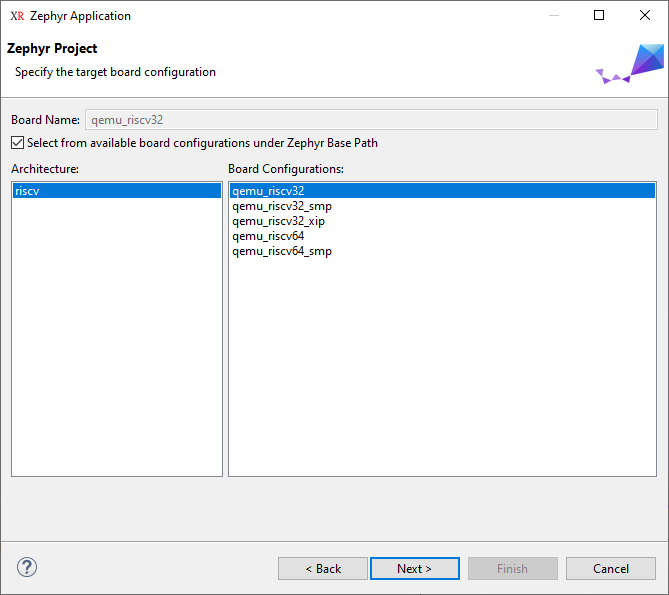 XR Zephyr Application
Zephyr Project
Specify the target board configuration
Board Name: qemu_riscv32
Select from available board configurations under Zephyr Base Path
Architecture: Board Configurations:
riscv qemu_riscv32
qemu_riscv32_smp
qemu_riscv32_xip
qemu_riscv64
qemu_riscv64_smp
? < Back Next > Finish Cancel